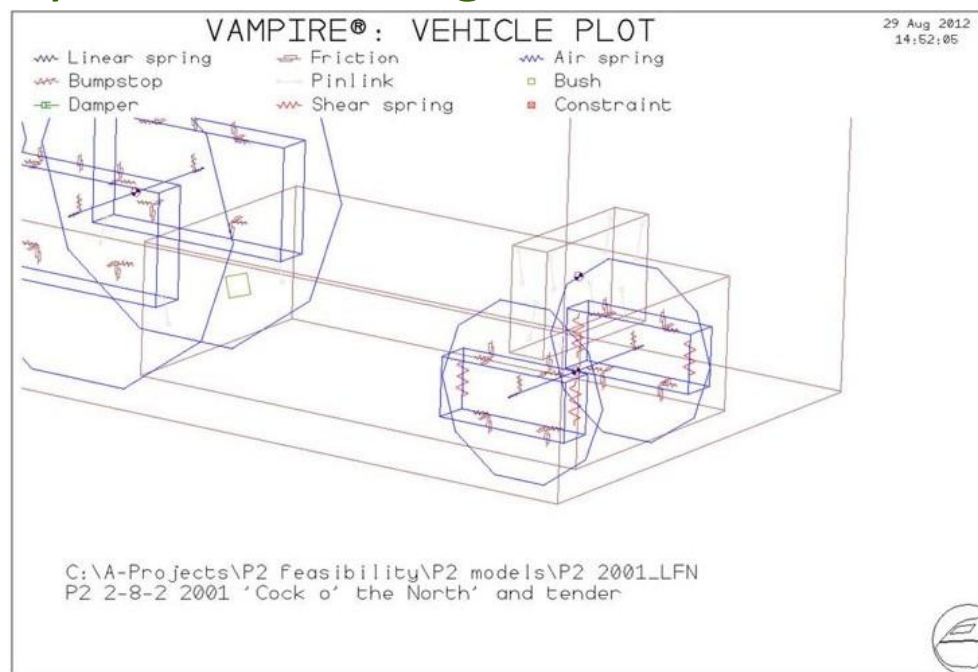 VAMPIRE®: VEHICLE PLOT
29 Aug 2012
14:52:05
Linear spring
Friction
Air spring
Bumpstop
Pinlink
Bush
Damper
Shear spring
Constraint
C:\A-Projects\P2 feasibility\P2 models\P2 2001_LFN
P2 2-8-2 2001 'Cock o' the North' and tender